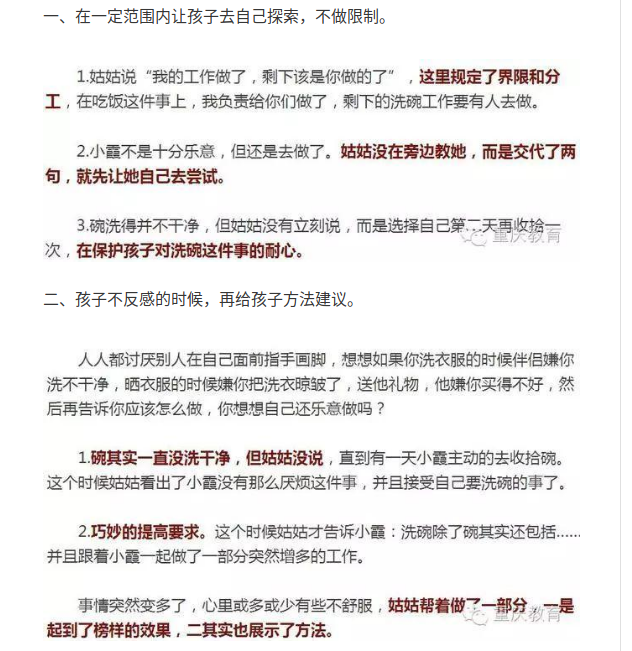 一、在一定范围内让孩子去自己探索，不做限制。
1.姑姑说“我的工作做了，剩下该是你做的了”，这里规定了界限和分
工，在吃饭这件事上，我负责给你们做了，剩下的洗碗工作要有人去做。
2.小霞不是十分乐意，但还是去做了。姑姑没在旁边教她，而是交代了两
句，就先让她自己去尝试。
3.碗洗得并不干净，但姑姑没有立刻说，而是选择自己第二天再收拾一
次，在保护孩子对洗碗这件事的耐心。
重庆教育
二、孩子不反感的时候，再给孩子方法建议。
人人都讨厌别人在自己面前指手画脚，想想如果你洗衣服的时候伴侣嫌你
洗不干净，晒衣服的时候嫌你把洗衣晾皱了，送他礼物，他嫌你买得不好，然
后再告诉你应该怎么做，你想想自己还乐意做吗？
1.碗其实一直没洗干净，但姑姑没说，直到有一天小霞主动的去收拾碗。
这个时候姑姑看出了小霞没有那么厌烦这件事，并且接受自己要洗碗的事了。
2.巧妙的提高要求。这个时候姑姑才告诉小霞：洗碗除了碗其实还包括……
并且跟着小霞一起做了一部分突然增多的工作。
事情突然变多了，心里或多或少有些不舒服，姑姑帮着做了一部分，一是
起到了榜样的效果，二其实也展示了方法。
重庆教育